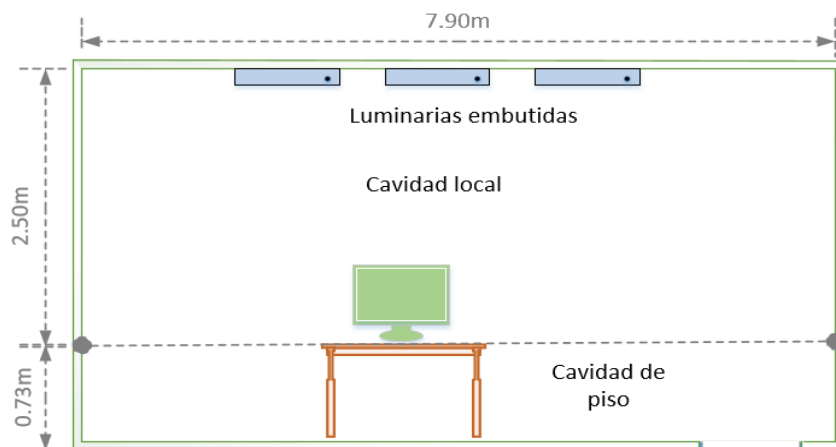 7.90m
Luminarias embutidas
Cavidad local
2.50m
Cavidad de
piso
0.73m